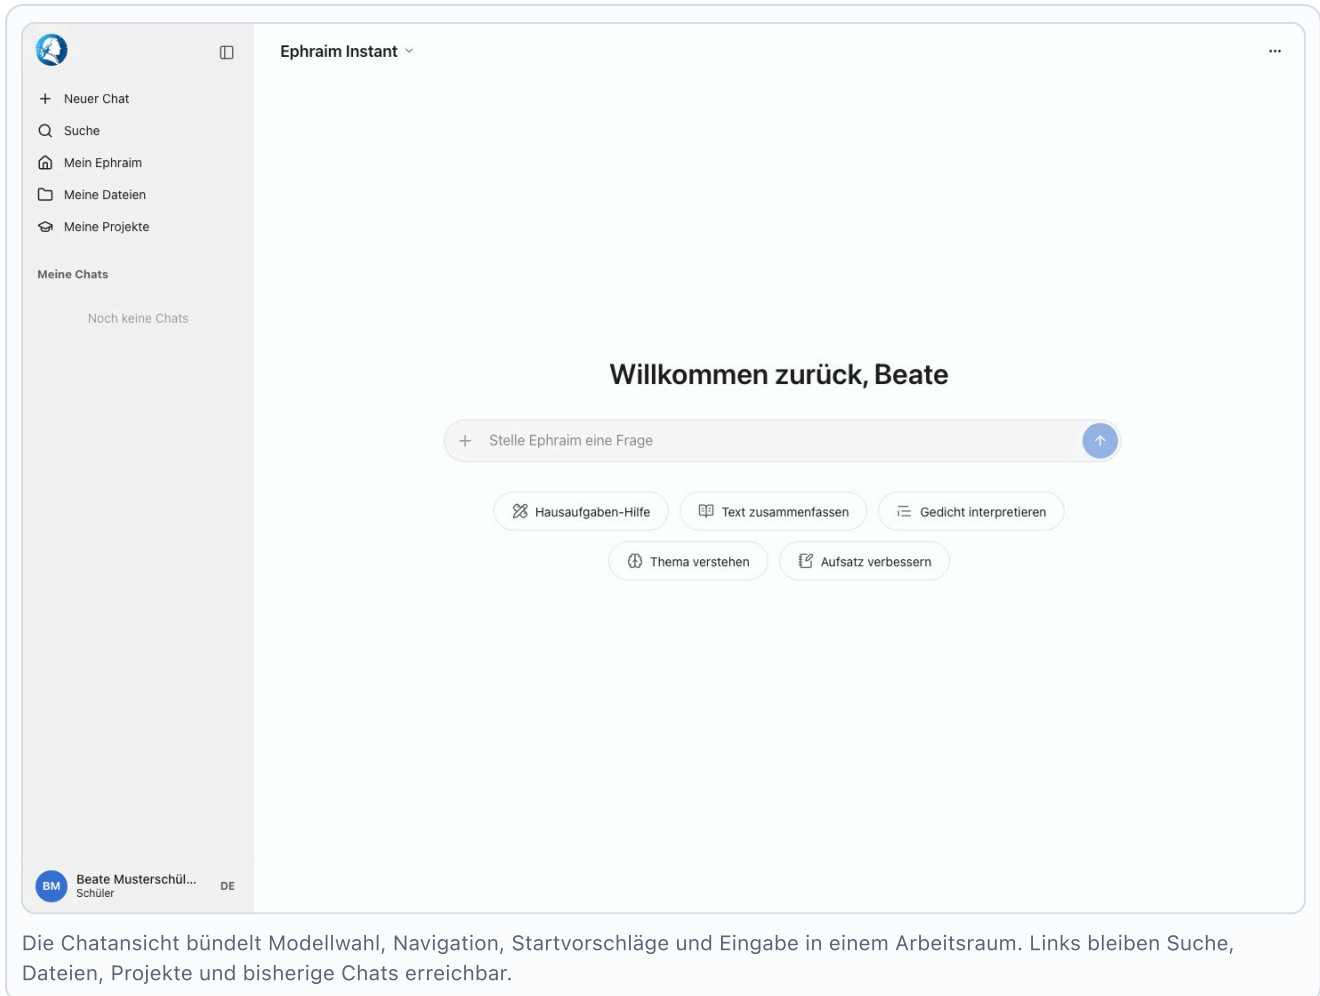 Ephraim Instant
Neuer Chat
Suche
Mein Ephraim
Meine Dateien
Meine Projekte
Meine Chats
Noch keine Chats
Willkommen zurück, Beate
Stelle Ephraim eine Frage
Hausaufgaben-Hilfe
Text zusammenfassen
Gedicht interpretieren
Thema verstehen
Aufsatz verbessern
BM
Beate Musterschül...
Schüler
DE
Die Chatansicht bündelt Modellwahl, Navigation, Startvorschläge und Eingabe in einem Arbeitsraum. Links bleiben Suche,
Dateien, Projekte und bisherige Chats erreichbar.